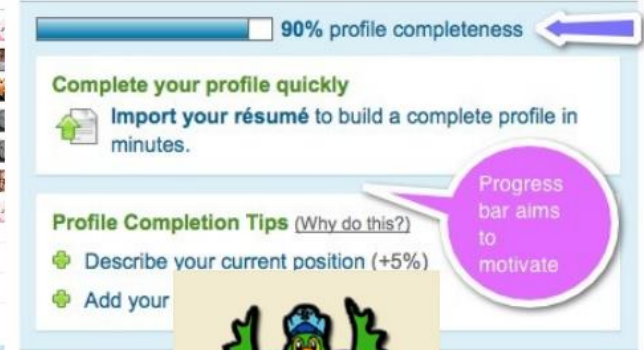 90% profile completeness
Complete your profile quickly
Import your résumé to build a complete profile in
minutes.
Progress
bar aims
to
motivate
Profile Completion Tips (Why do this?)
Describe your current position (+5%)
Add your